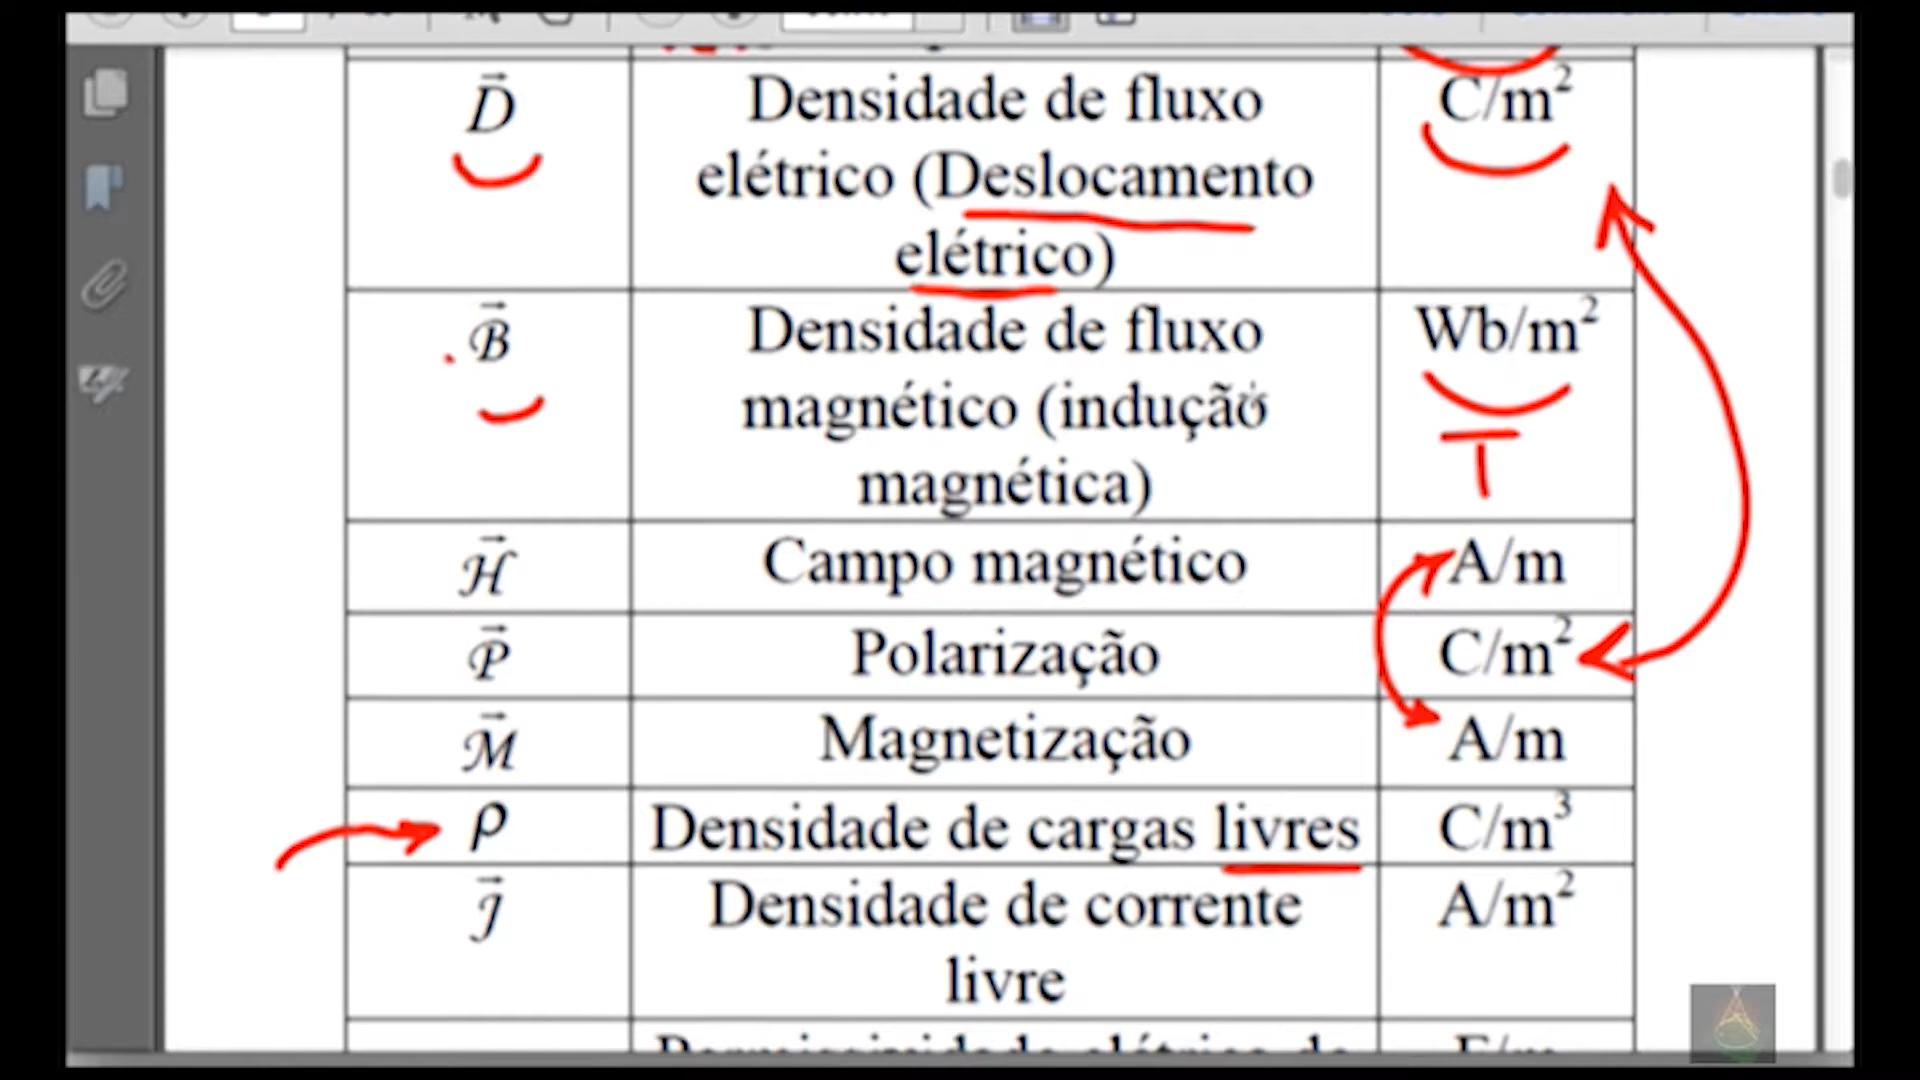 D⃗ Densidade de fluxo C/m²
elétrico (Deslocamento
elétrico)
B⃗ Densidade de fluxo Wb/m²
magnético (indução T
magnética)
H⃗ Campo magnético A/m
P⃗ Polarização C/m²
M⃗ Magnetização A/m
ρ Densidade de cargas livres C/m³
J⃗ Densidade de corrente A/m²
livre